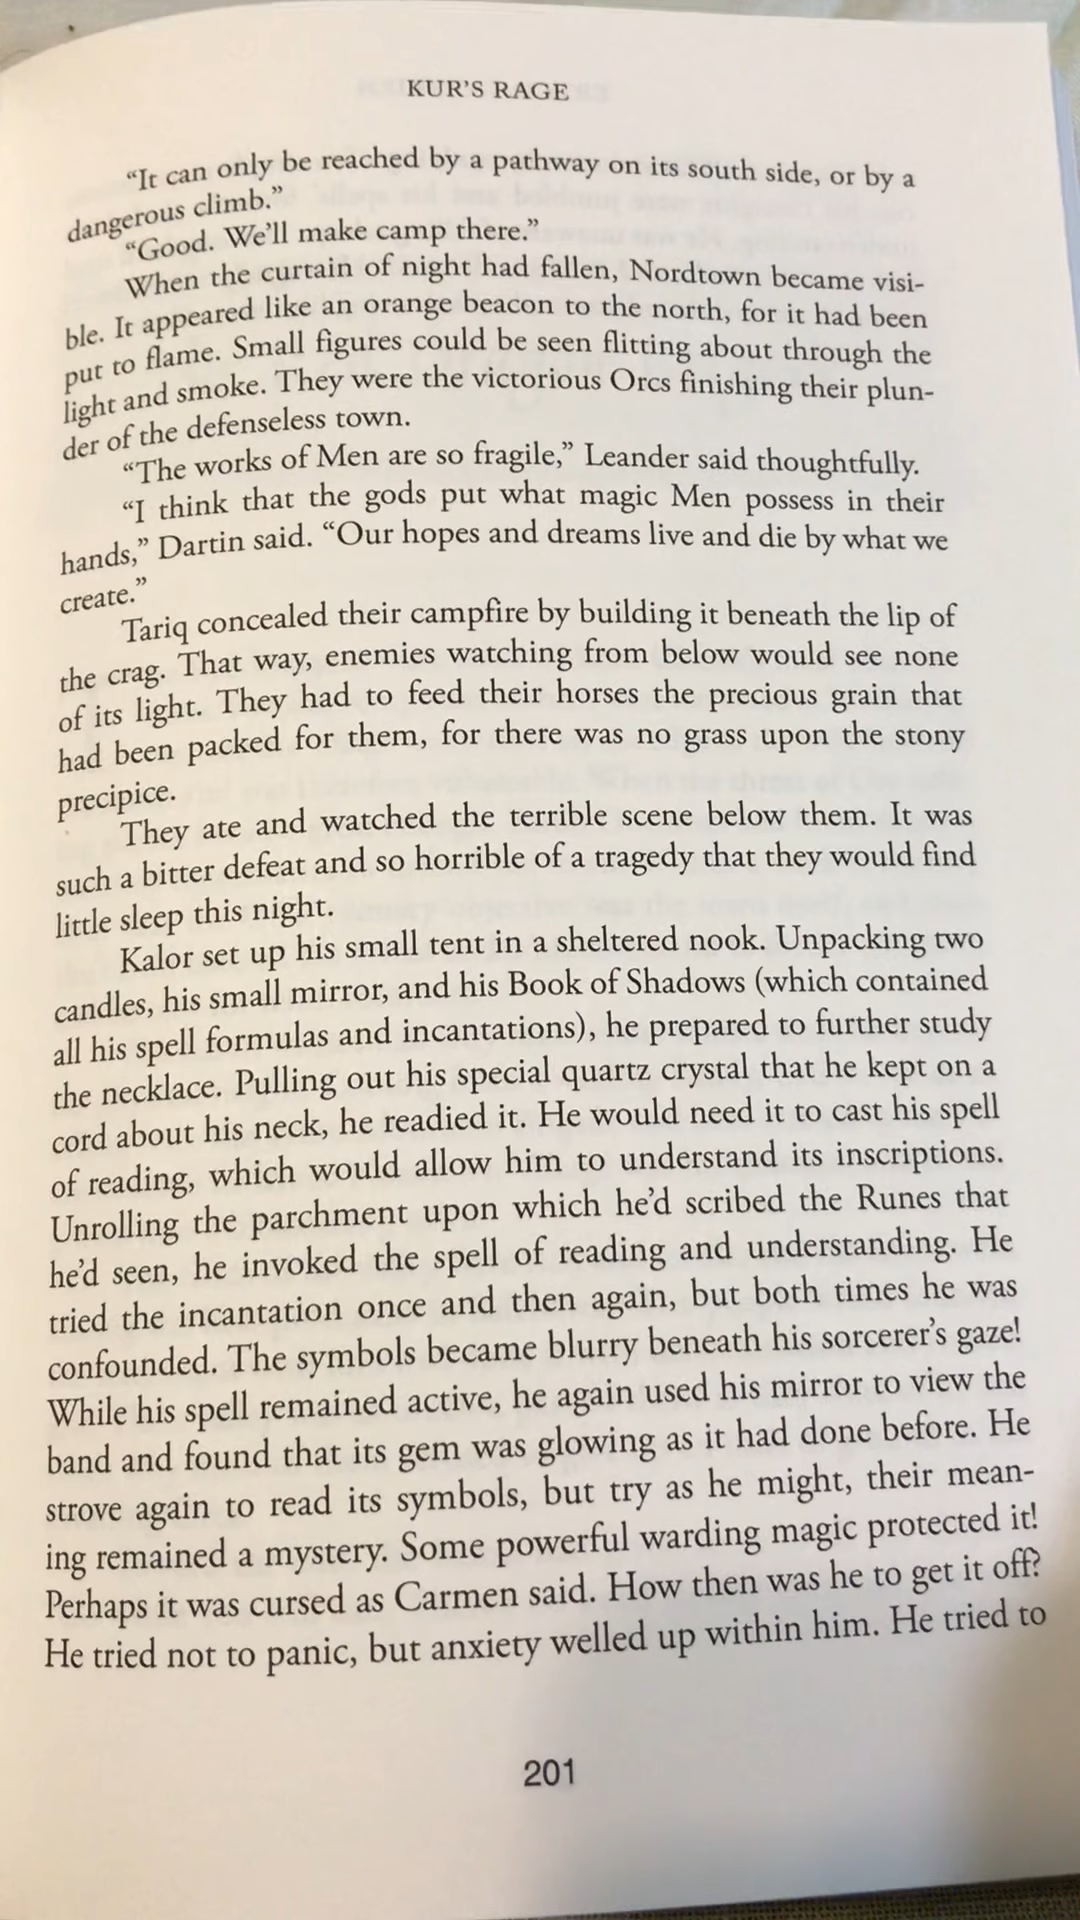 KUR'S RAGE
“It can only be reached by a pathway on its south side, or by a
dangerous climb.”
“Good. We'll make camp there.”
When the curtain of night had fallen, Nordtown became visi-
ble. It appeared like an orange beacon to the north, for it had been
put to flame. Small figures could be seen flitting about through the
light and smoke. They were the victorious Orcs finishing their plun-
der of the defenseless town.
“The works of Men are so fragile,” Leander said thoughtfully.
“I think that the gods put what magic Men possess in their
hands,” Dartin said. “Our hopes and dreams live and die by what we
create.”
Tariq concealed their campfire by building it beneath the lip of
the crag. That way, enemies watching from below would see none
of its light. They had to feed their horses the precious grain that
had been packed for them, for there was no grass upon the stony
precipice.
They ate and watched the terrible scene below them. It was
such a bitter defeat and so horrible of a tragedy that they would find
little sleep this night.
Kalor set up his small tent in a sheltered nook. Unpacking two
candles, his small mirror, and his Book of Shadows (which contained
all his spell formulas and incantations), he prepared to further study
the necklace. Pulling out his special quartz crystal that he kept on a
cord about his neck, he readied it. He would need it to cast his spell
of reading, which would allow him to understand its inscriptions.
Unrolling the parchment upon which he'd scribed the Runes that
he'd seen, he invoked the spell of reading and understanding. He
tried the incantation once and then again, but both times he was
confounded. The symbols became blurry beneath his sorcerer's gaze!
While his spell remained active, he again used his mirror to view the
band and found that its gem was glowing as it had done before. He
strove again to read its symbols, but try as he might, their mean-
ing remained a mystery. Some powerful warding magic protected it!
Perhaps it was cursed as Carmen said. How then was he to get it off?
He tried not to panic, but anxiety welled up within him. He tried to
201